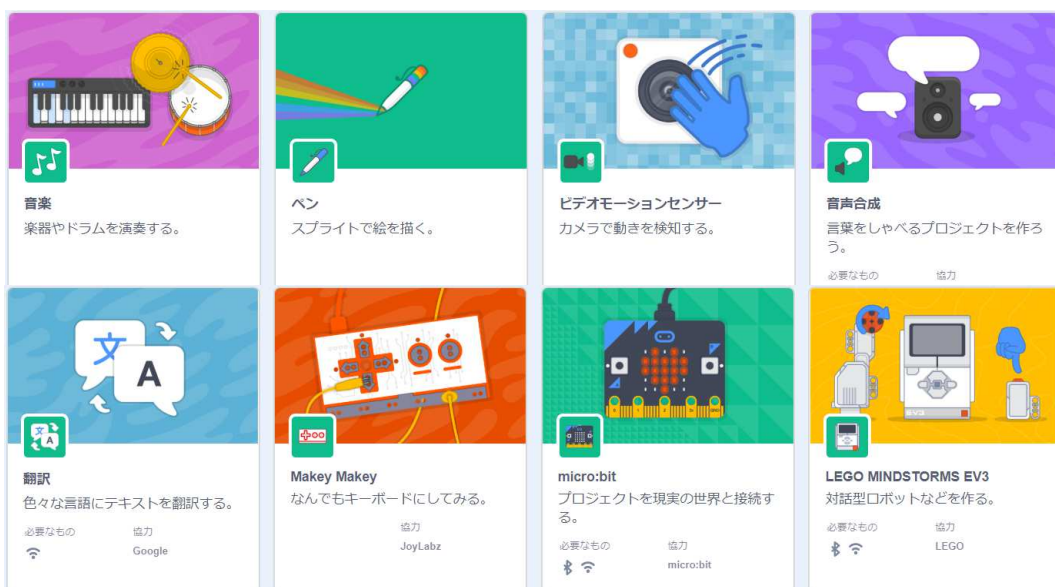 音楽
楽器やドラムを演奏する。
ペン
スプライトで絵を描く。
ビデオモーションセンサー
カメラで動きを検知する。
音声合成
言葉をしゃべるプロジェクトを作ろ
う。
必要なもの 協力
文 A
翻訳
色々な言語にテキストを翻訳する。
必要なもの 協力
Google
Makey Makey
なんでもキーボードにしてみる。
協力
JoyLabz
micro:bit
プロジェクトを現実の世界と接続す
る。
必要なもの 協力
micro:bit
EV3
LEGO MINDSTORMS EV3
対話型ロボットなどを作る。
必要なもの 協力
LEGO